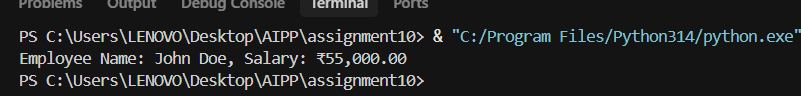 Problems Output Debug Console Terminal Ports
PS C:\Users\LENOVO\Desktop\AIPP\assignment10> & "C:/Program Files/Python314/python.exe"
Employee Name: John Doe, Salary: ₹55,000.00
PS C:\Users\LENOVO\Desktop\AIPP\assignment10>